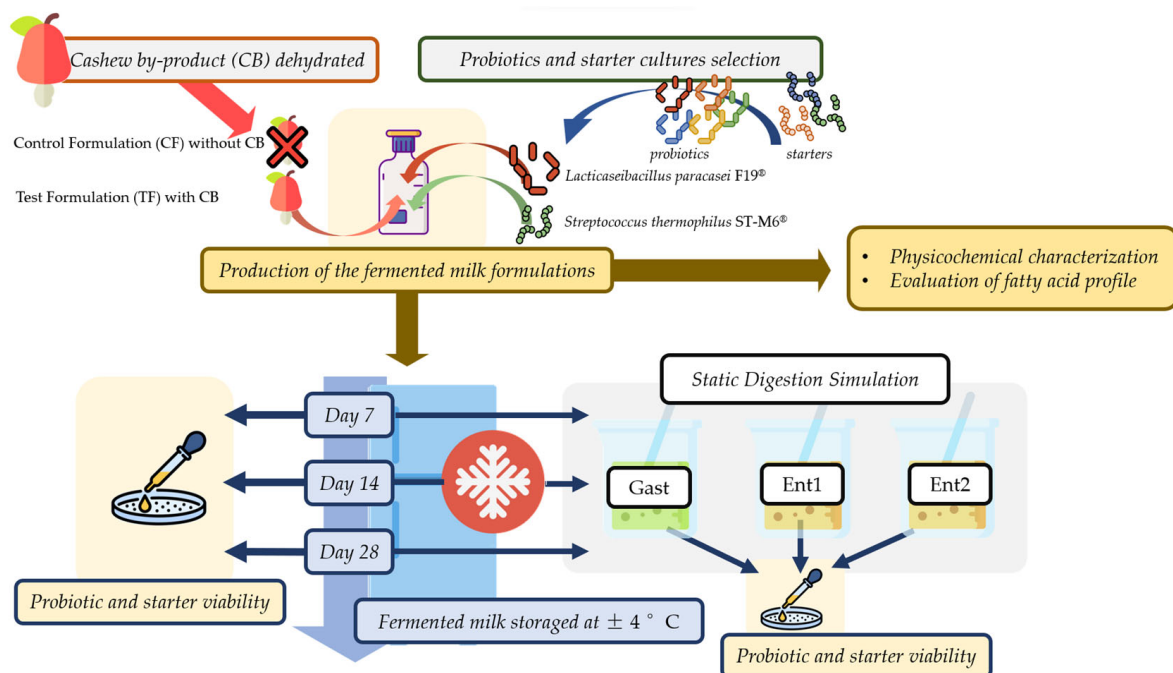 Cashew by-product (CB) dehydrated
Probiotics and starter cultures selection
Control Formulation (CF) without CB
probiotics
starters
Lacticaseibacillus paracasei F19®
Test Formulation (TF) with CB
Streptococcus thermophilus ST-M6®
Production of the fermented milk formulations
• Physicochemical characterization
• Evaluation of fatty acid profile
Static Digestion Simulation
Day 7
Day 14
Day 28
Gast
Ent1
Ent2
Probiotic and starter viability
Fermented milk storaged at ± 4 ° C
Probiotic and starter viability